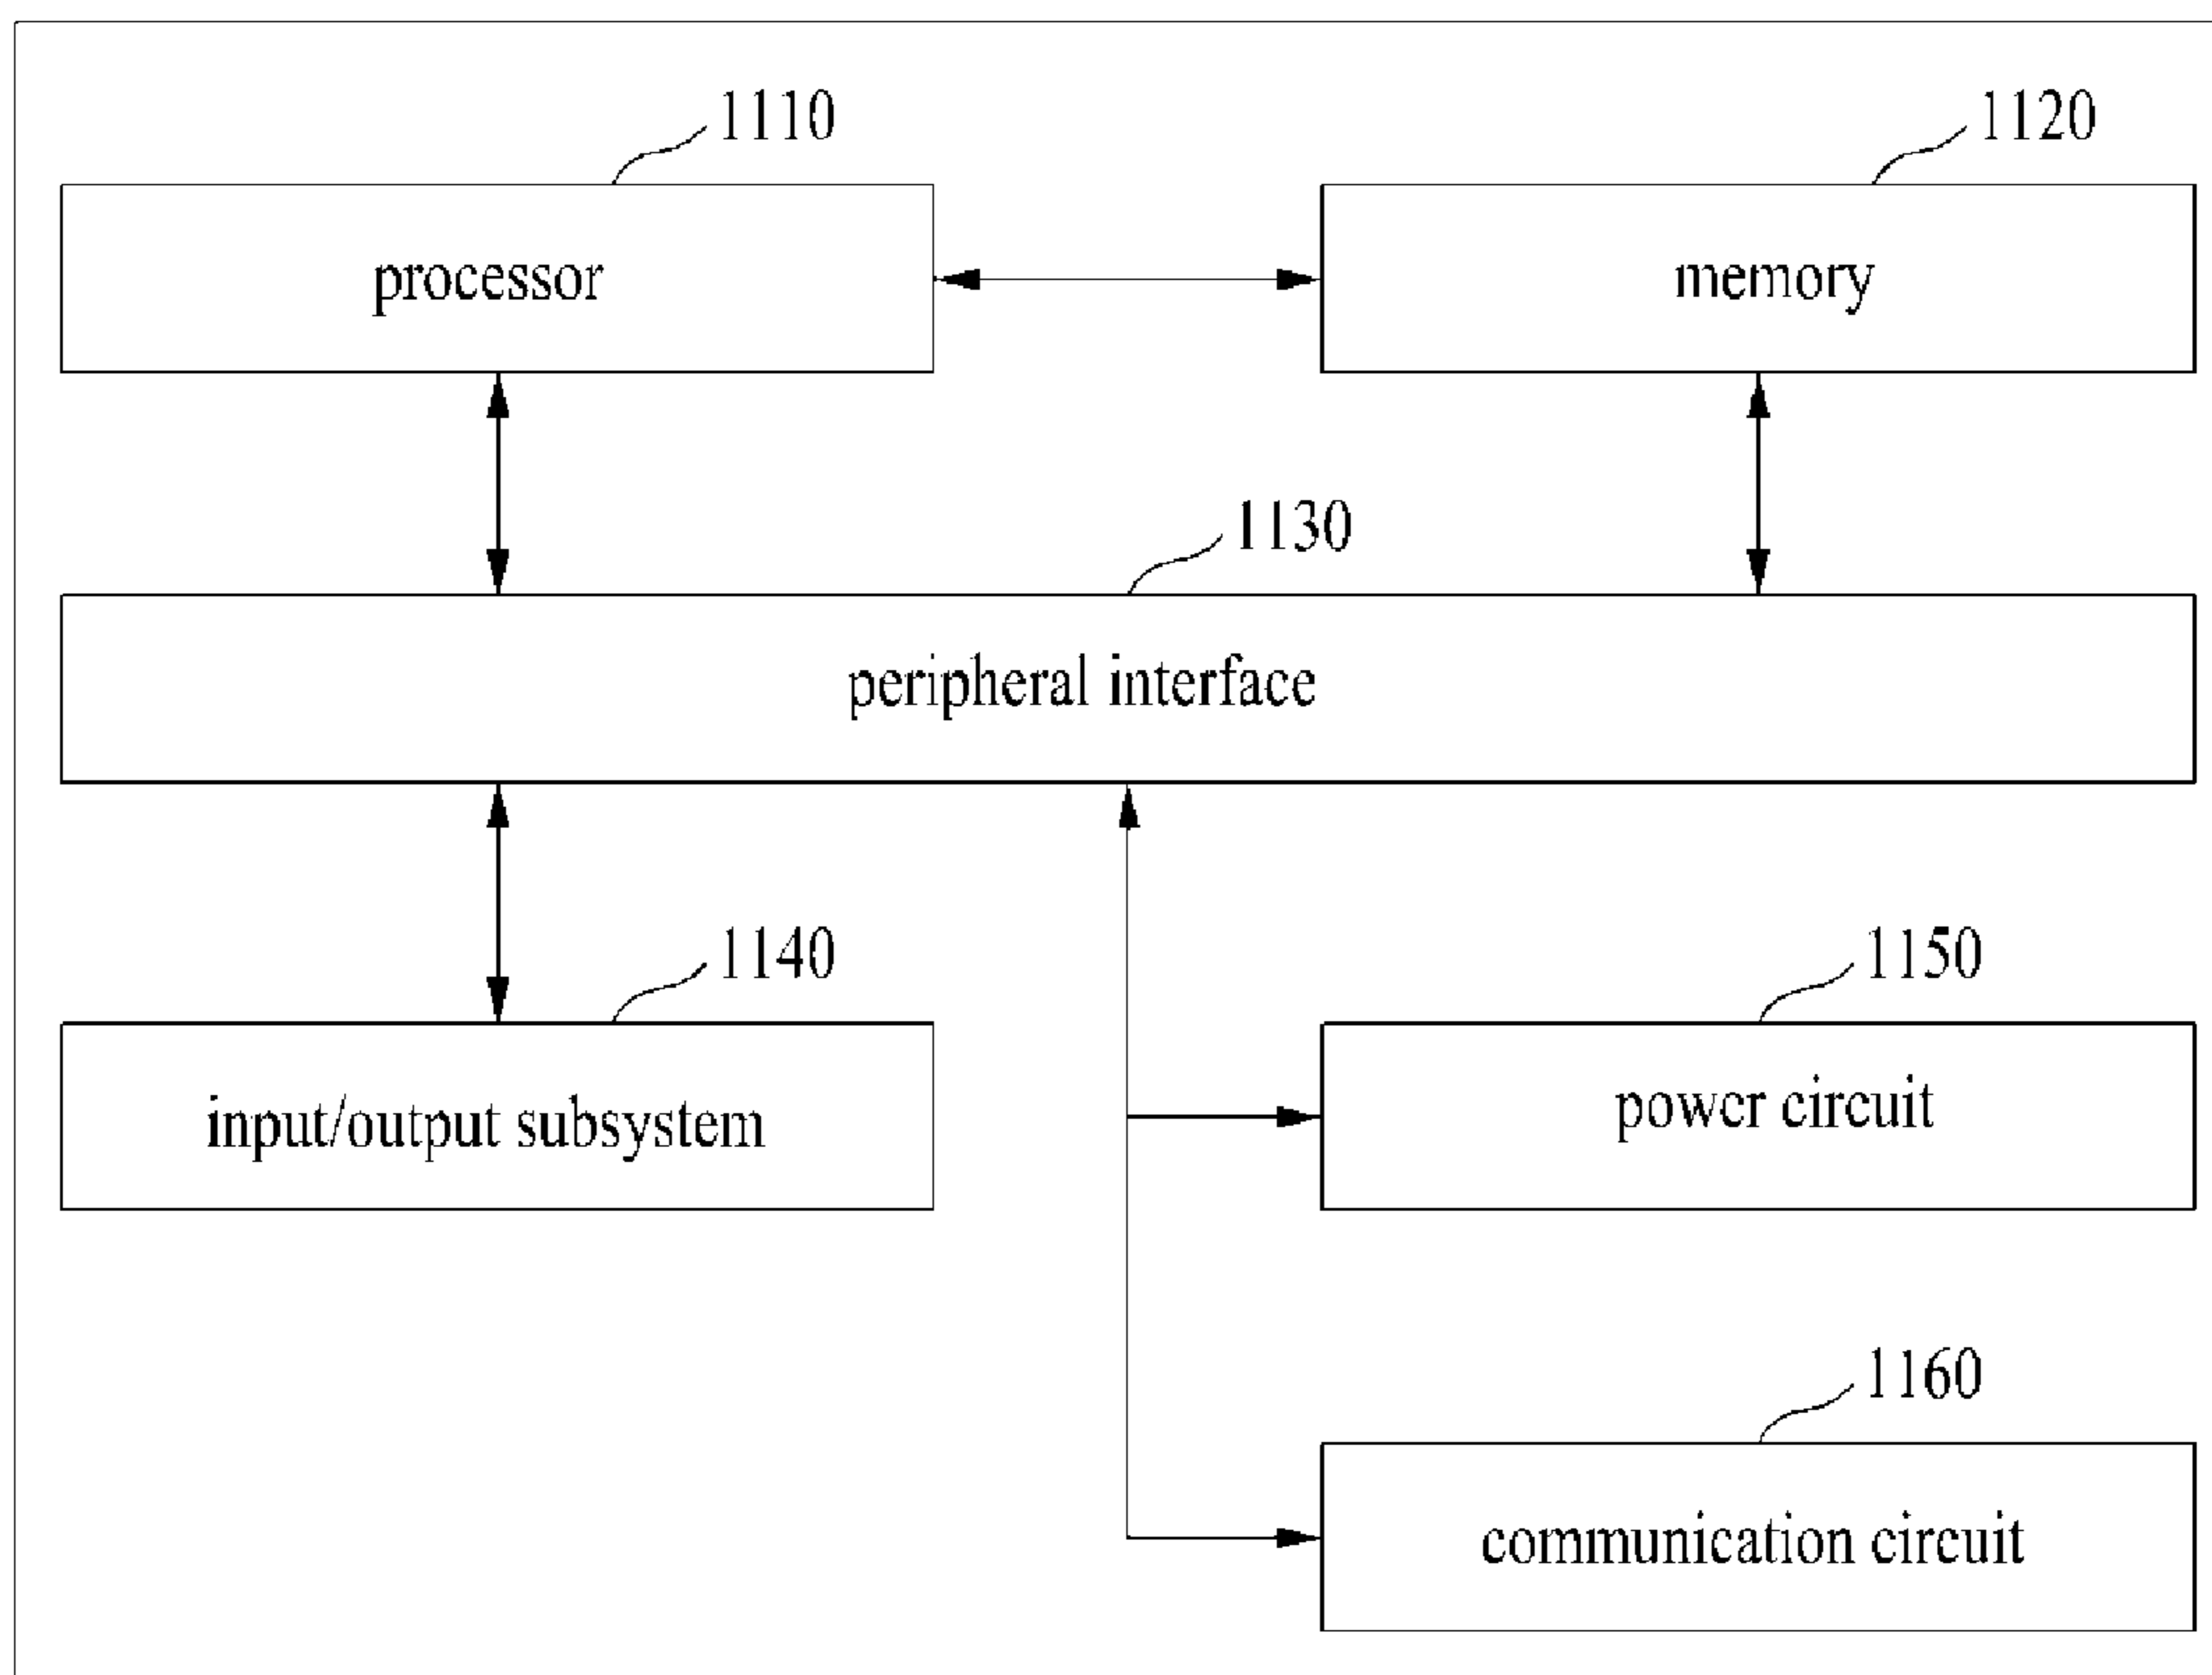 1110
1120
processor
memory
1130
peripheral interface
1140
1150
input/output subsystem
power circuit
1160
communication circuit